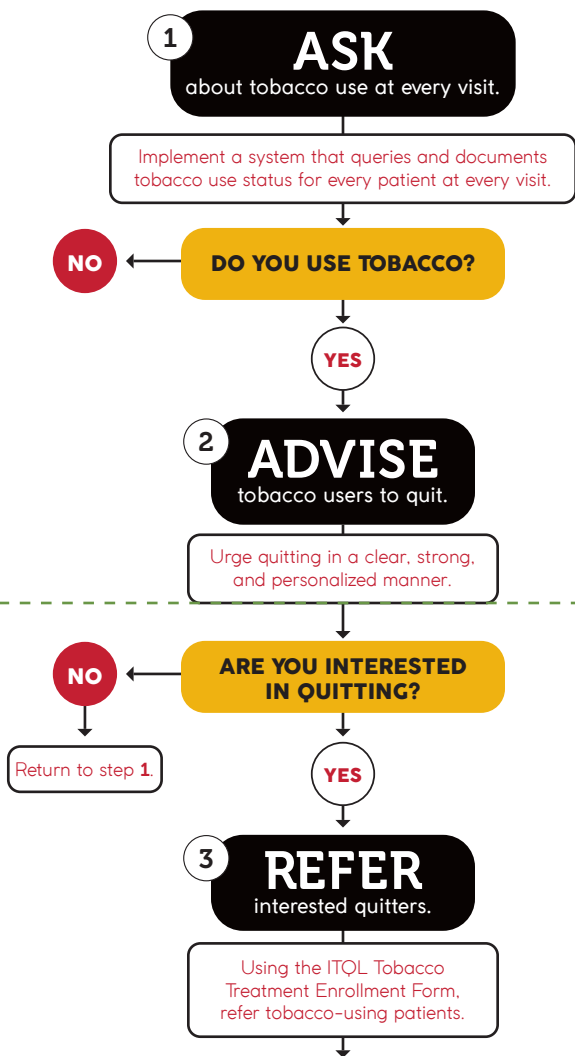 1
ASK
about tobacco use at every visit.
Implement a system that queries and documents
tobacco use status for every patient at every visit.
NO
DO YOU USE TOBACCO?
YES
2
ADVISE
tobacco users to quit.
Urge quitting in a clear, strong,
and personalized manner.
NO
ARE YOU INTERESTED
IN QUITTING?
Return to step 1.
YES
3
REFER
interested quitters.
Using the ITQL Tobacco
Treatment Enrollment Form,
refer tobacco-using patients.